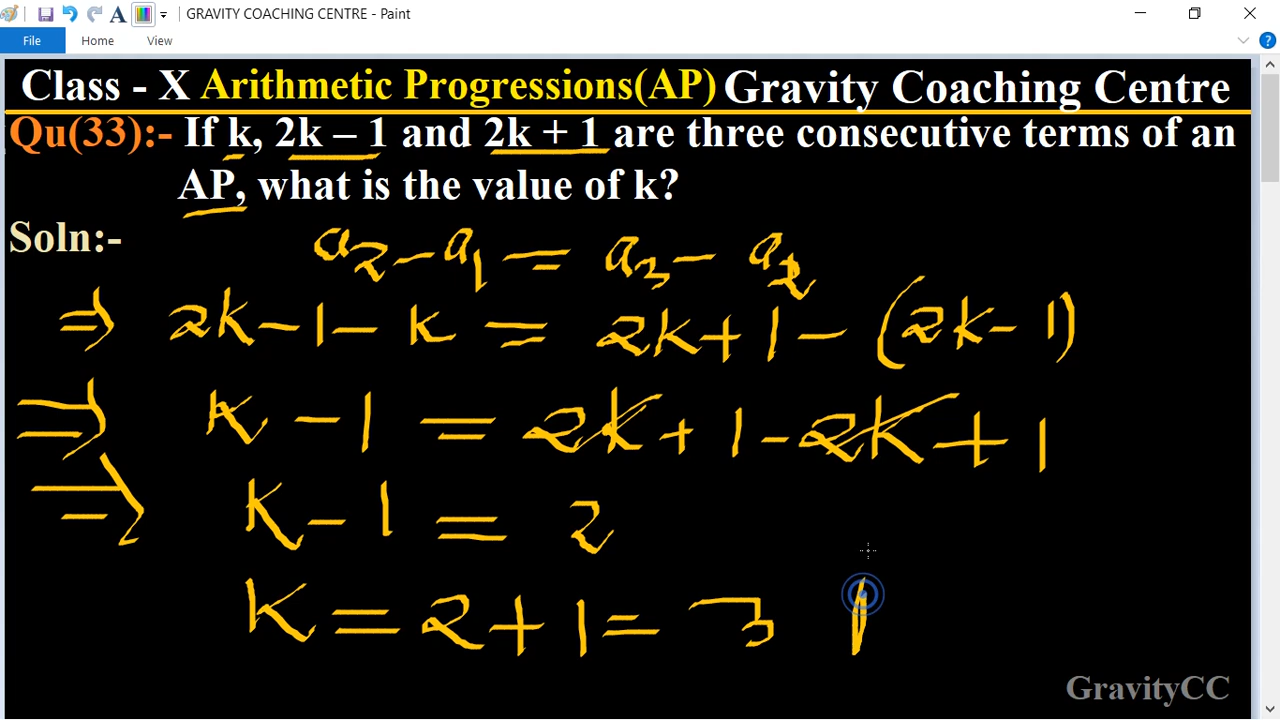 GRAVITY COACHING CENTRE - Paint
File Home View
Class - X Arithmetic Progressions(AP) Gravity Coaching Centre
Qu(33):- If k, 2k – 1 and 2k + 1 are three consecutive terms of an
AP, what is the value of k?
Soln:-
a2 - a1 = a3 - a2
⇒ 2k - 1 - k = 2k + 1 - (2k - 1)
⇒ k - 1 = 2k + 1 - 2k + 1
⇒ k - 1 = 2
k = 2 + 1 = 3
GravityCC